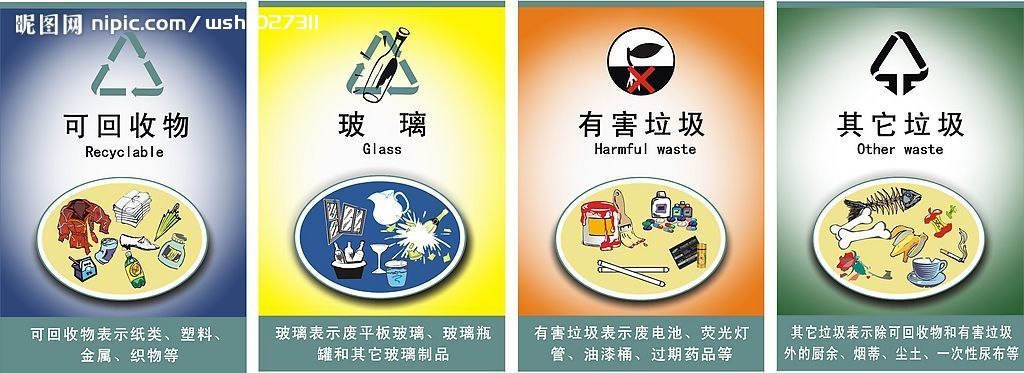 昵图网 nipic.com/wsh
027311
可回收物
Recyclable
可回收物表示纸类、塑料、
金属、织物等
玻 璃
Glass
玻璃表示废平板玻璃、玻璃瓶
罐和其它玻璃制品
有害垃圾
Harmful waste
有害垃圾表示废电池、荧光灯
管、油漆桶、过期药品等
其它垃圾
Other waste
其它垃圾表示除可回收物和有害垃圾
外的厨余、烟蒂、尘土、一次性尿布等